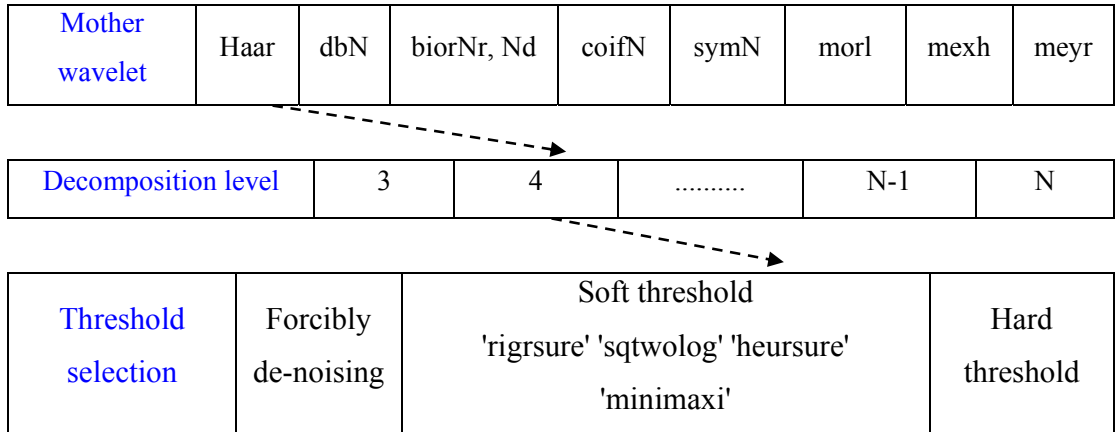 Mother wavelet Haar dbN biorNr, Nd coifN symN morl mexh meyr
Decomposition level 3 4 .......... N-1 N
Threshold selection
Forcibly de-noising
Soft threshold
'rigrsure' 'sqtwolog' 'heursure'
'minimaxi'
Hard threshold